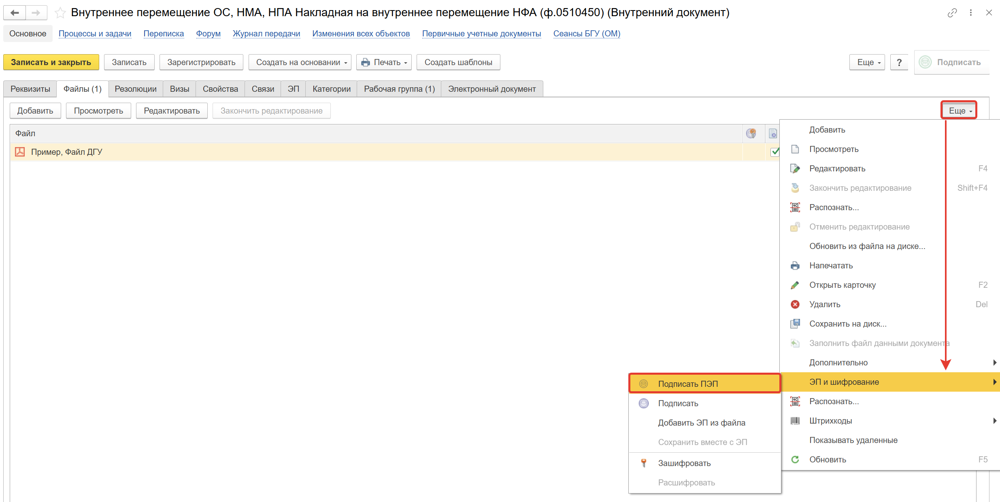 Внутреннее перемещение ОС, НМА, НПА Накладная на внутреннее перемещение НФА (ф.0510450) (Внутренний документ)
Основное Процессы и задачи Переписка Форум Журнал передачи Изменения всех объектов Первичные учетные документы Сеансы БГУ (ОМ)
Записать и закрыть Записать Зарегистрировать Создать на основании Печать Создать шаблоны Еще ? Подписать
Реквизиты Файлы (1) Резолюции Визы Свойства Связи ЭП Категории Рабочая группа (1) Электронный документ
Добавить Просмотреть Редактировать Закончить редактирование Еще
Файл
Пример, Файл ДГУ
Добавить
Просмотреть
Редактировать F4
Закончить редактирование Shift+F4
Распознать...
Отменить редактирование
Обновить из файла на диске...
Напечатать
Открыть карточку F2
Удалить Del
Сохранить на диск...
Заполнить файл данными документа
Дополнительно
ЭП и шифрование
Распознать...
Штрихкоды
Показывать удаленные
Обновить F5
Подписать ПЭП
Подписать
Добавить ЭП из файла
Сохранить вместе с ЭП
Зашифровать
Расшифровать